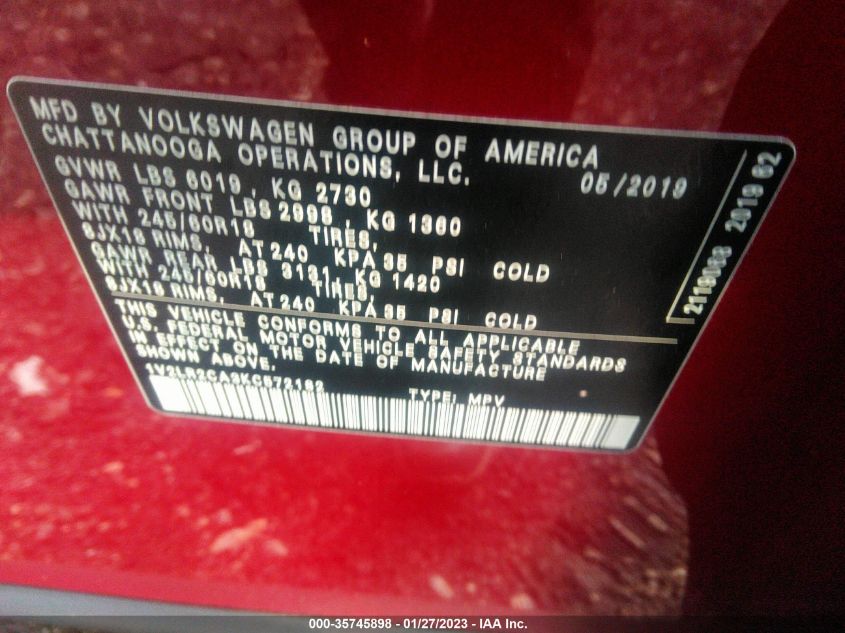 MFD BY VOLKSWAGEN GROUP OF AMERICA
CHATTANOOGA OPERATIONS, LLC.
05/2019
GVWR LBS 6019, KG 2730
GAWR FRONT LBS 2998, KG 1360
WITH 245/60R18 TIRES,
8JX18 RIMS, AT 240 KPA 35 PSI COLD
GAWR REAR LBS 3131, KG 1420
WITH 245/60R18 TIRES,
8JX18 RIMS, AT 240 KPA 35 PSI COLD
THIS VEHICLE CONFORMS TO ALL APPLICABLE
U.S. FEDERAL MOTOR VEHICLE SAFETY STANDARDS
IN EFFECT ON THE DATE OF MANUFACTURE
SHOWN ABOVE.
1V2LR2CA9KC572162
TYPE: MPV
2019 02
000-35745898 - 01/27/2023 - IAA Inc.